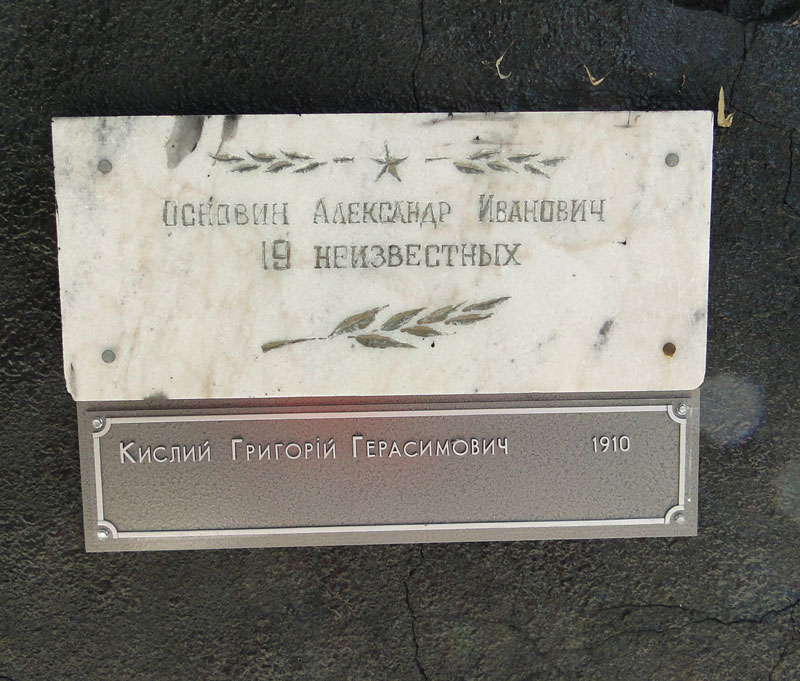 Основин Александр Иванович
19 неизвестных
Кислий Григорій Герасимович 1910